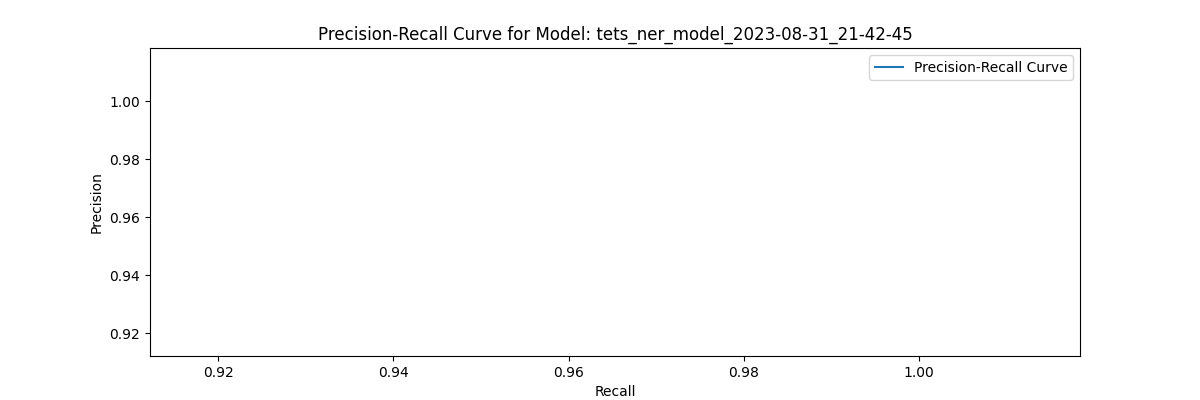 Precision-Recall Curve for Model: tets_ner_model_2023-08-31_21-42-45
Precision-Recall Curve
1.00
0.98
0.96
0.94
0.92
Precision
0.92
0.94
0.96
0.98
1.00
Recall